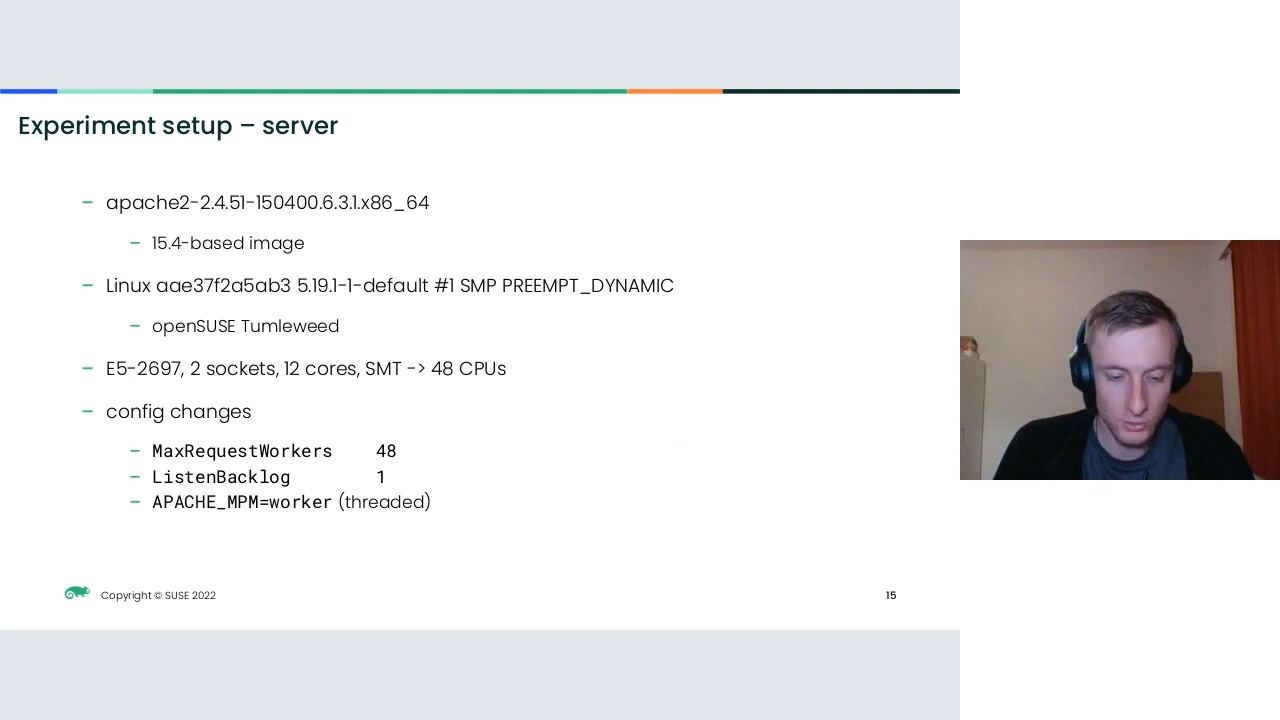 Experiment setup – server
– apache2-2.4.51-150400.6.3.1.x86_64
– 15.4-based image
– Linux aae37f2a5ab3 5.19.1-1-default #1 SMP PREEMPT_DYNAMIC
– openSUSE Tumleweed
– E5-2697, 2 sockets, 12 cores, SMT -> 48 CPUs
– config changes
– MaxRequestWorkers 48
– ListenBacklog 1
– APACHE_MPM=worker (threaded)
Copyright © SUSE 2022
15